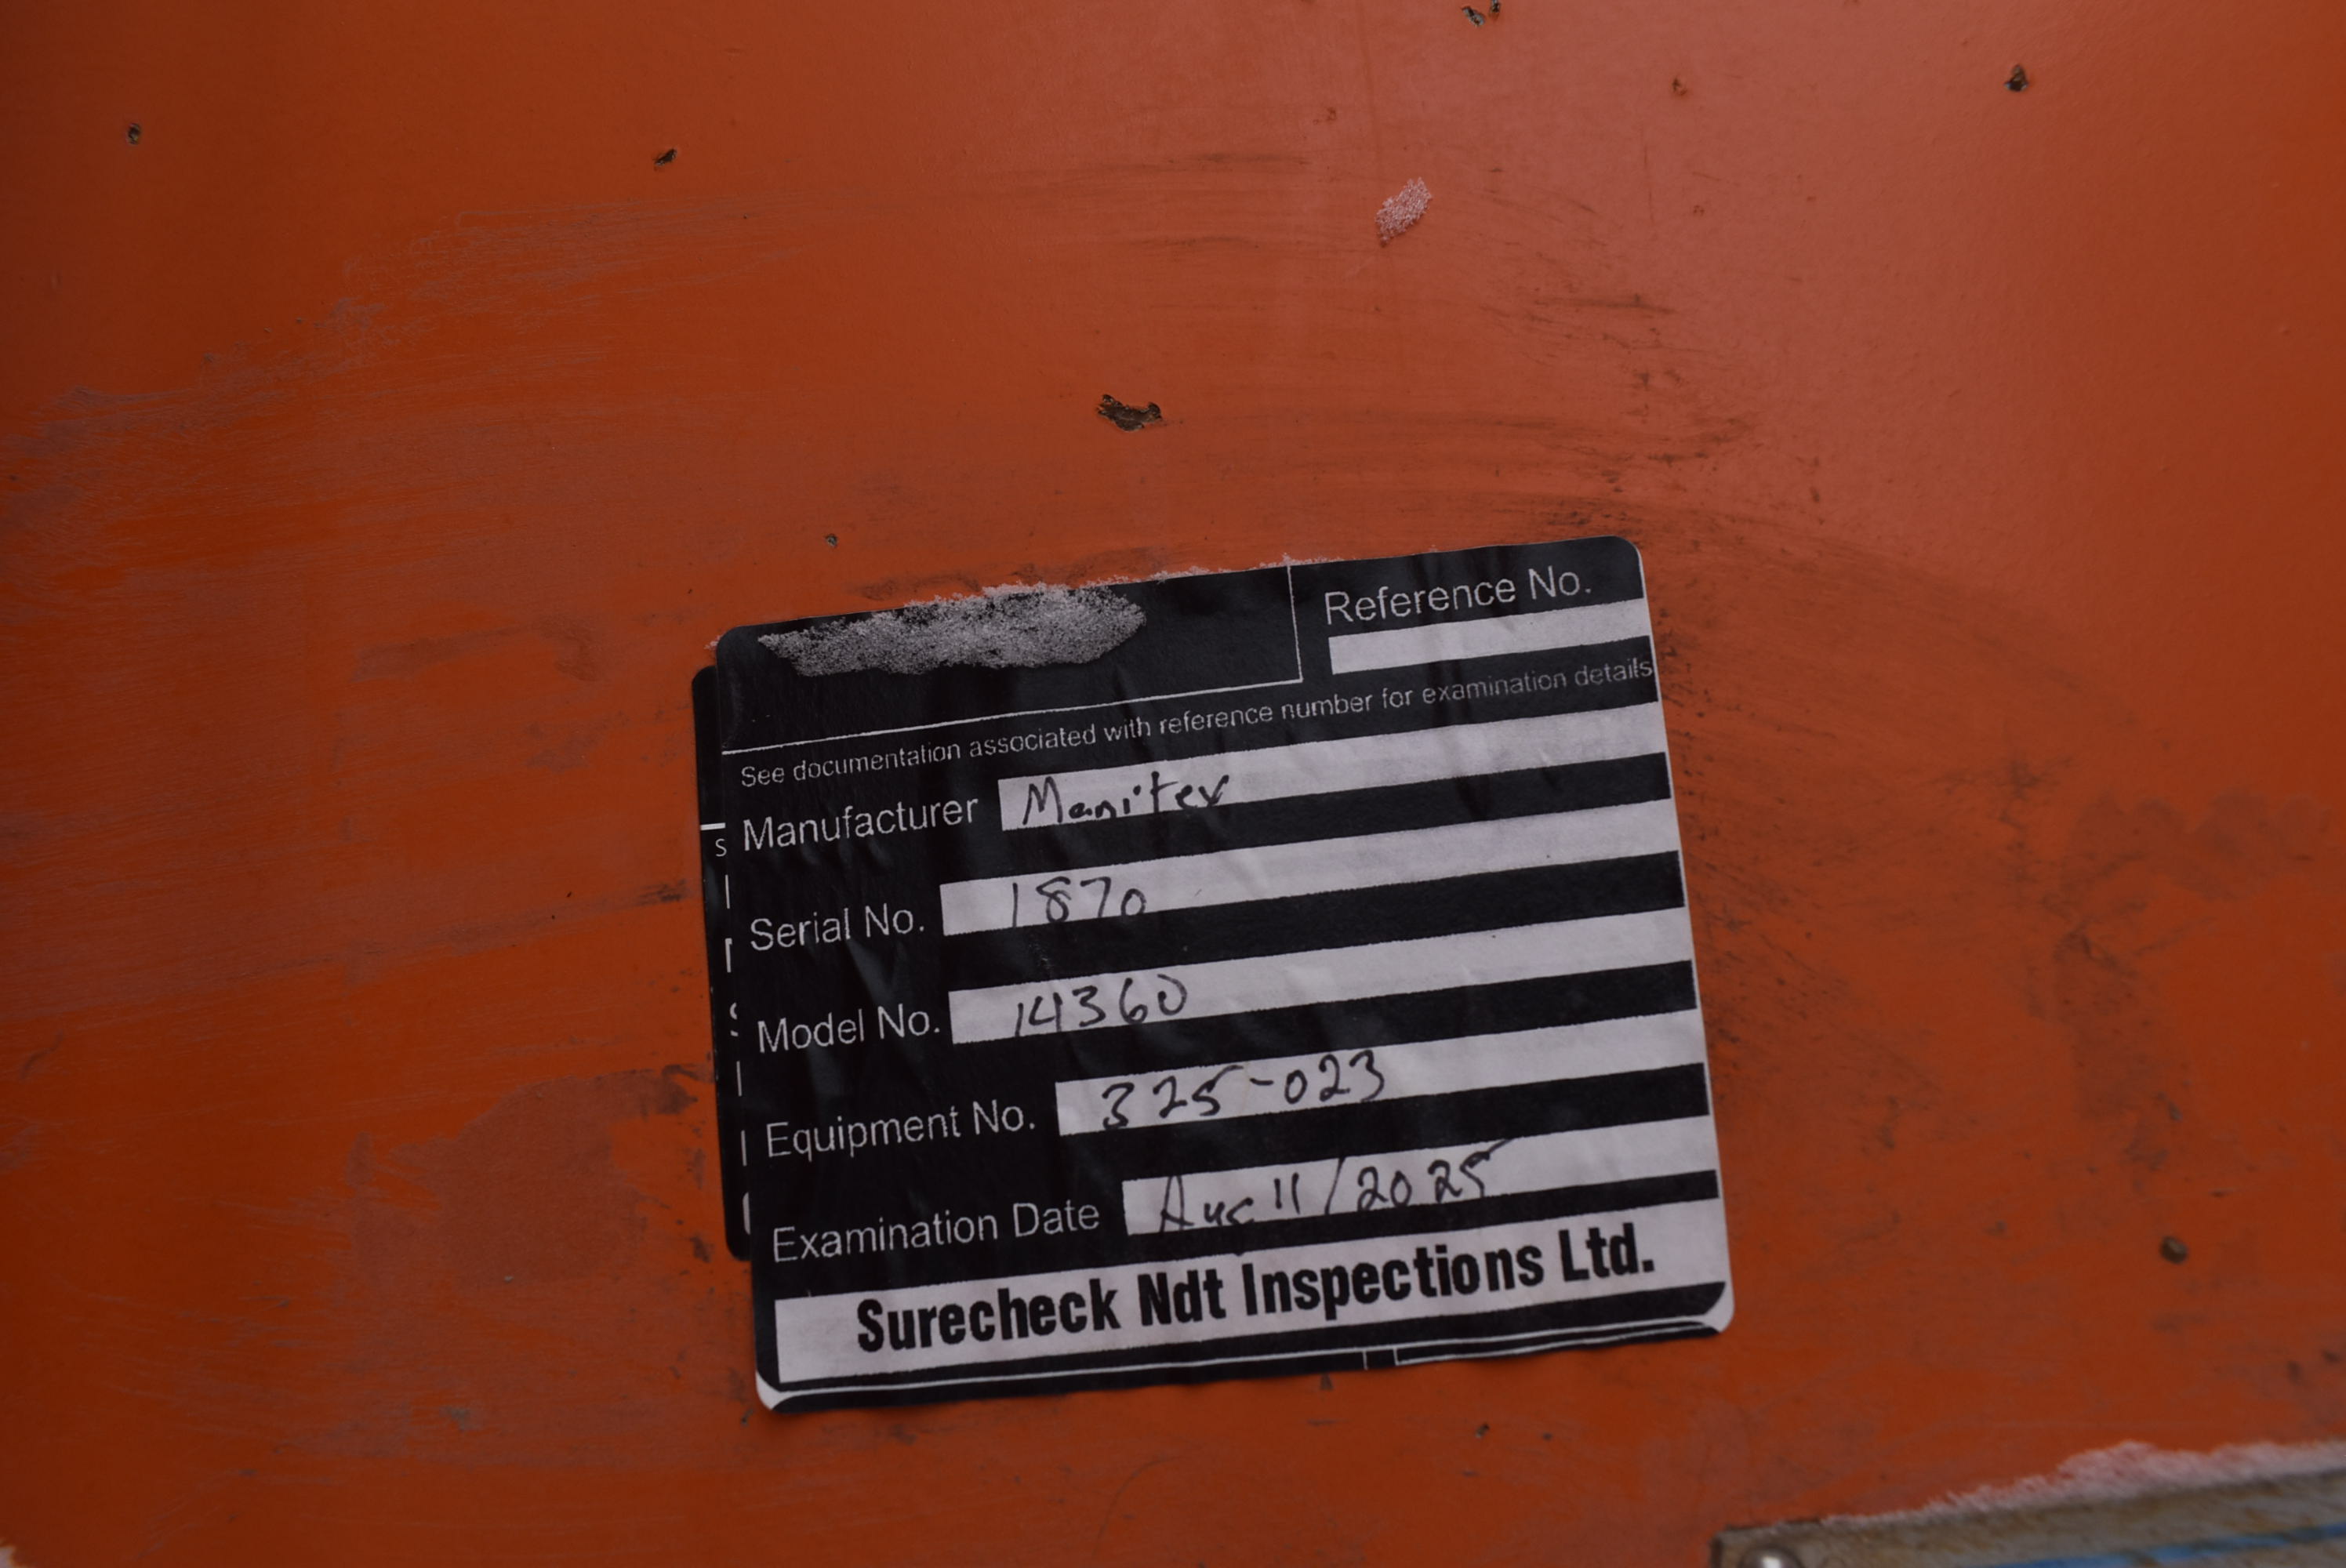 Reference No.
See documentation associated with reference number for examination details
Manufacturer Manitex
Serial No. 1870
Model No. 14360
Equipment No. 325-023
Examination Date Aug 11/2025
Surecheck Ndt Inspections Ltd.